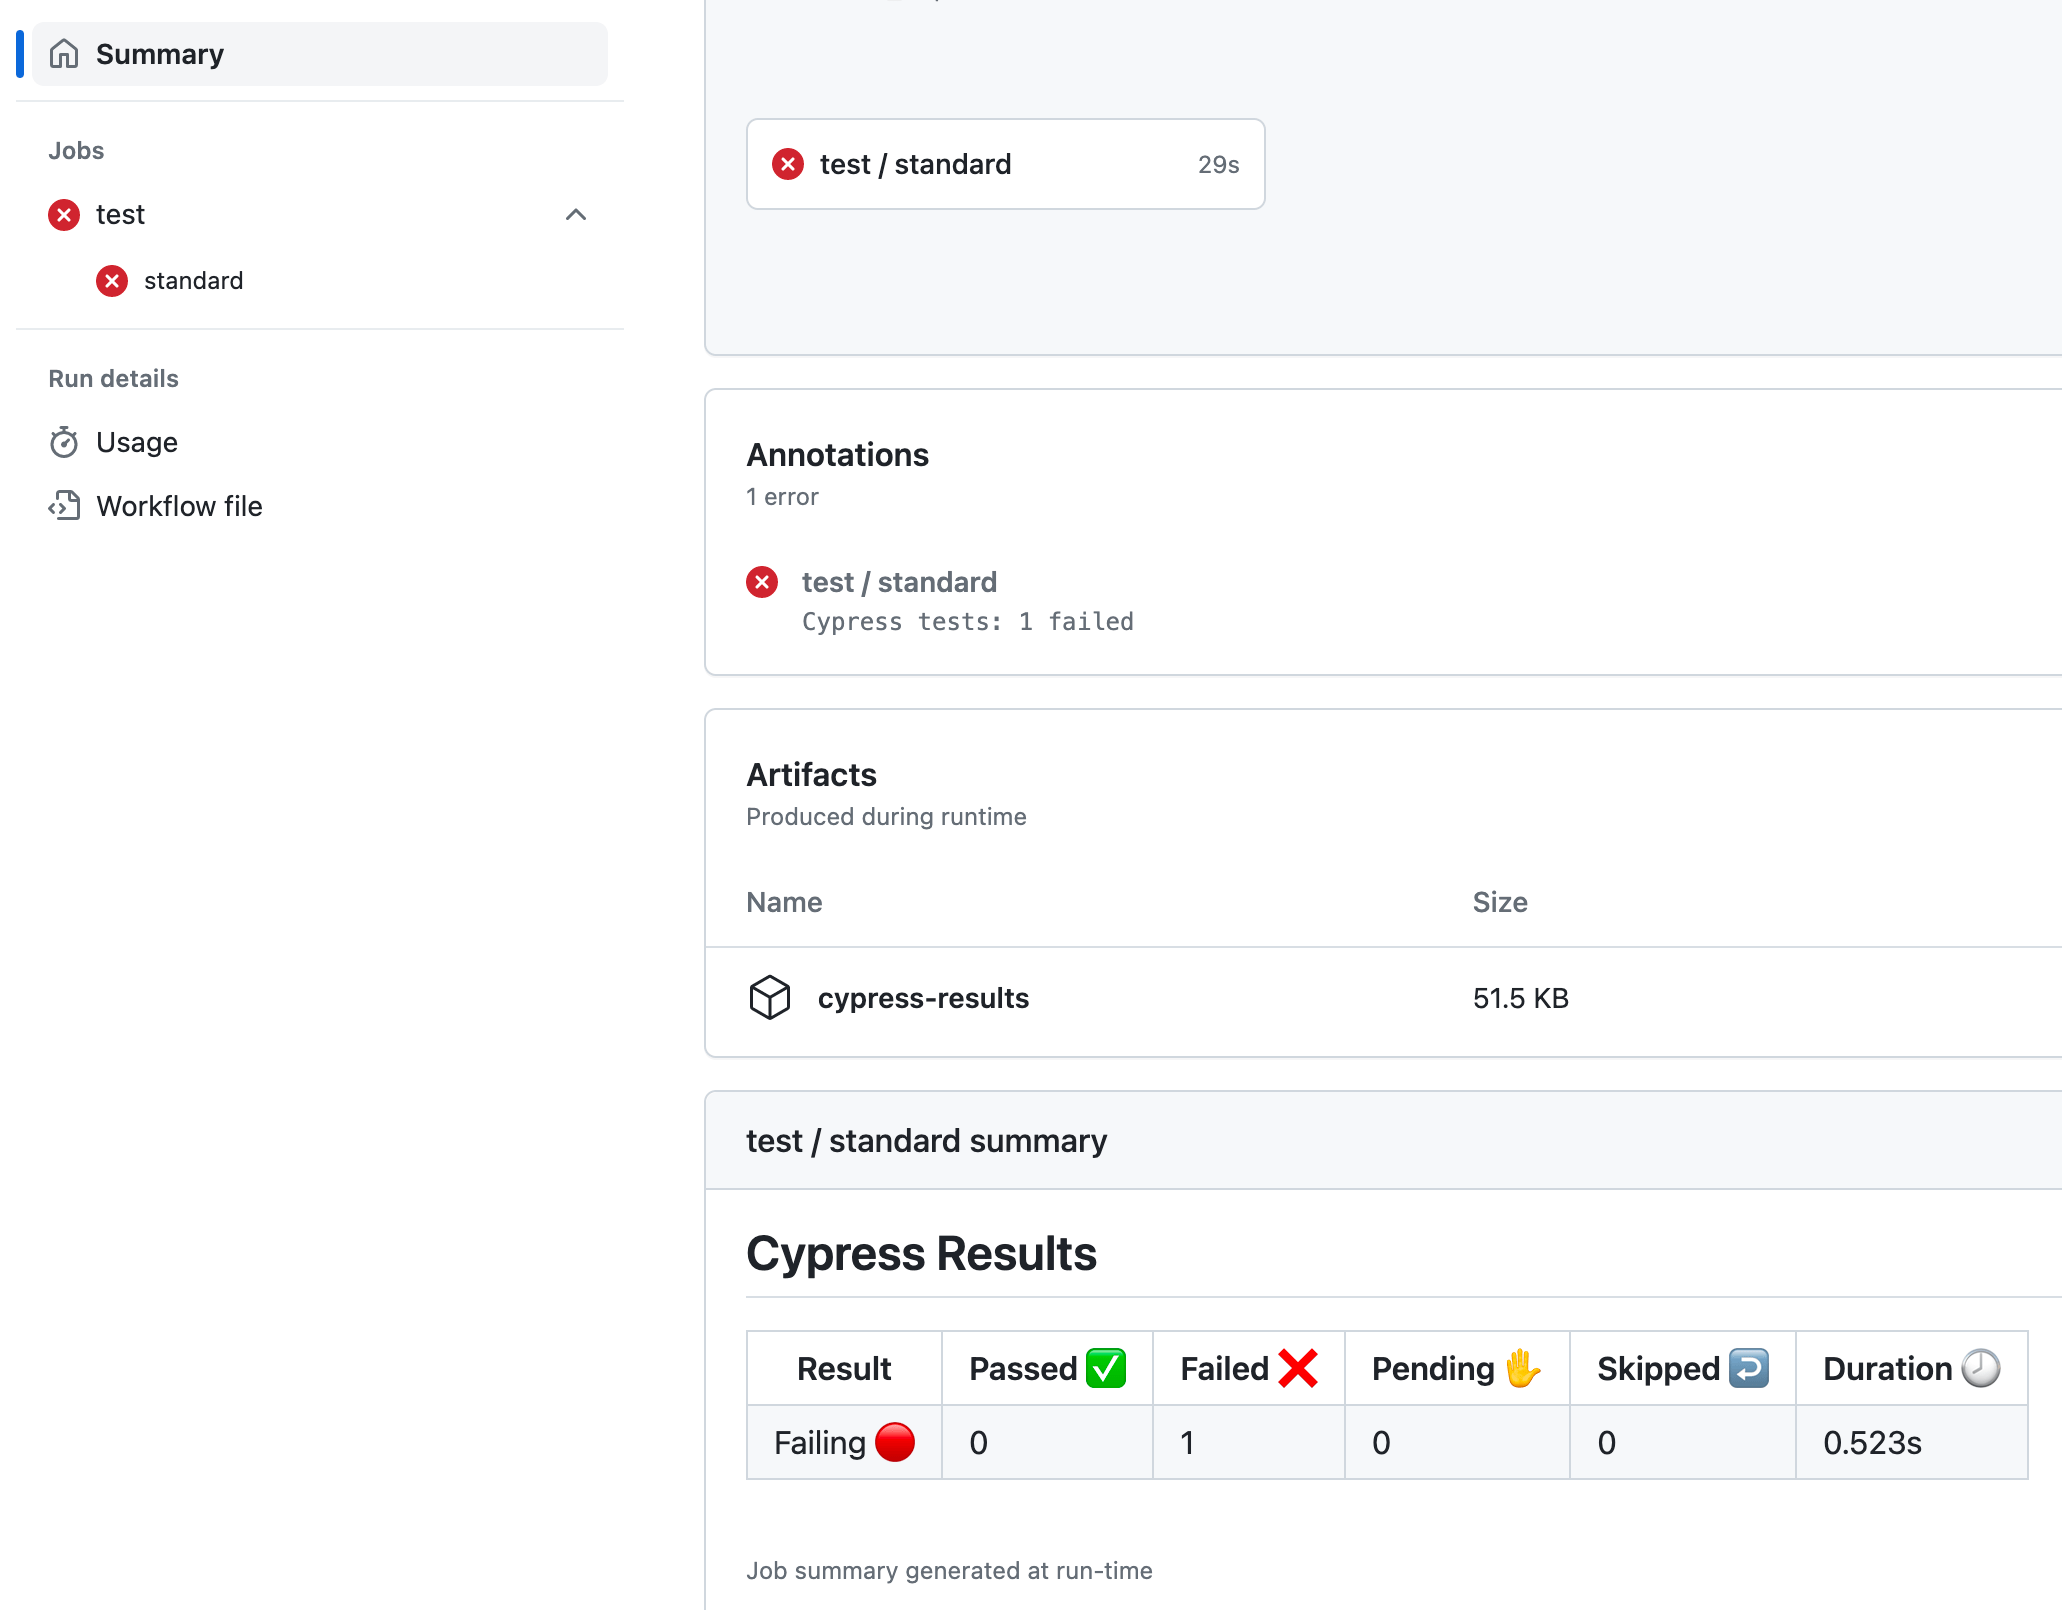 Summary
Jobs
test
standard
Run details
Usage
Workflow file
test / standard 29s
Annotations
1 error
test / standard
Cypress tests: 1 failed
Artifacts
Produced during runtime
Name Size
cypress-results 51.5 KB
test / standard summary
Cypress Results
Result Passed ✅ Failed ❌ Pending ✋ Skipped ↩️ Duration 🕗
Failing 🔴 0 1 0 0 0.523s
Job summary generated at run-time